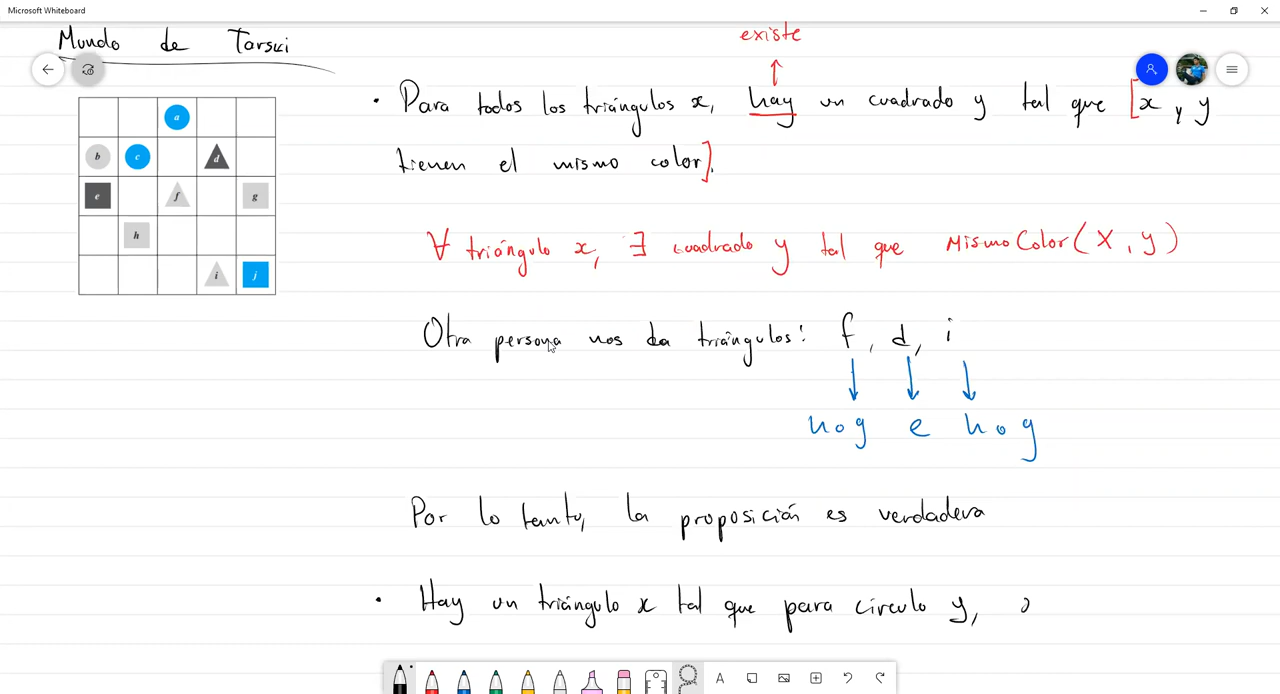 Microsoft Whiteboard
Mundo de Tarski
existe
• Para todos los triángulos x, hay un cuadrado y tal que [x, y
tienen el mismo color].
∀ triángulo x, ∃ cuadrado y tal que MismoColor(x, y)
Otra persona nos da triángulos: f, d, i
h o g e h o g
Por lo tanto, la proposición es verdadera
• Hay un triángulo x tal que para círculo y,
a
b c d
e f g
h
i j
A